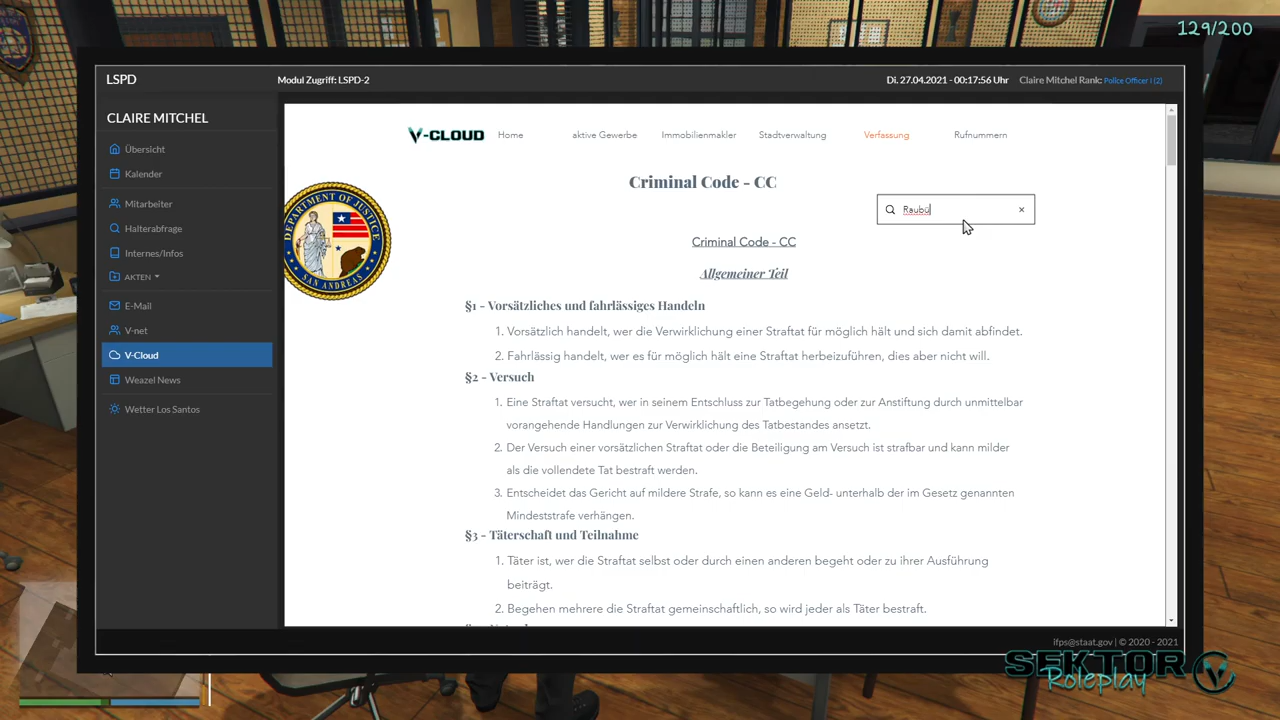 129/200
LSPD
Modul Zugriff: LSPD-2
Di. 27.04.2021 - 00:17:56 Uhr
Claire Mitchel Rank: Police Officer I (2)
CLAIRE MITCHEL
Übersicht
Kalender
Mitarbeiter
Halterabfrage
Internes/Infos
AKTEN
E-Mail
V-net
V-Cloud
Weazel News
Wetter Los Santos
V-CLOUD
Home
aktive Gewerbe
Immobilienmakler
Stadtverwaltung
Verfassung
Rufnummern
Criminal Code - CC
Raubü
DEPARTMENT OF JUSTICE
SAN ANDREAS
Criminal Code - CC
Allgemeiner Teil
§1 - Vorsätzliches und fahrlässiges Handeln
1. Vorsätzlich handelt, wer die Verwirklichung einer Straftat für möglich hält und sich damit abfindet.
2. Fahrlässig handelt, wer es für möglich hält eine Straftat herbeizuführen, dies aber nicht will.
§2 - Versuch
1. Eine Straftat versucht, wer in seinem Entschluss zur Tatbegehung oder zur Anstiftung durch unmittelbar
vorangehende Handlungen zur Verwirklichung des Tatbestandes ansetzt.
2. Der Versuch einer vorsätzlichen Straftat oder die Beteiligung am Versuch ist strafbar und kann milder
als die vollendete Tat bestraft werden.
3. Entscheidet das Gericht auf mildere Strafe, so kann es eine Geld- unterhalb der im Gesetz genannten
Mindeststrafe verhängen.
§3 - Täterschaft und Teilnahme
1. Täter ist, wer die Straftat selbst oder durch einen anderen begeht oder zu ihrer Ausführung
beiträgt.
2. Begehen mehrere die Straftat gemeinschaftlich, so wird jeder als Täter bestraft.
ifps@staat.gov | © 2020 - 2021
SEKTOR V
Roleplay